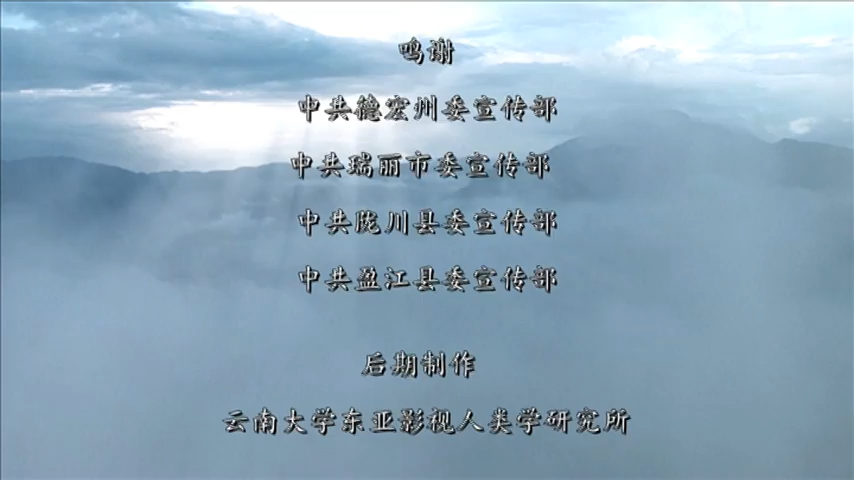 鸣谢
中共德宏州委宣传部
中共瑞丽市委宣传部
中共陇川县委宣传部
中共盈江县委宣传部
后期制作
云南大学东亚影视人类学研究所